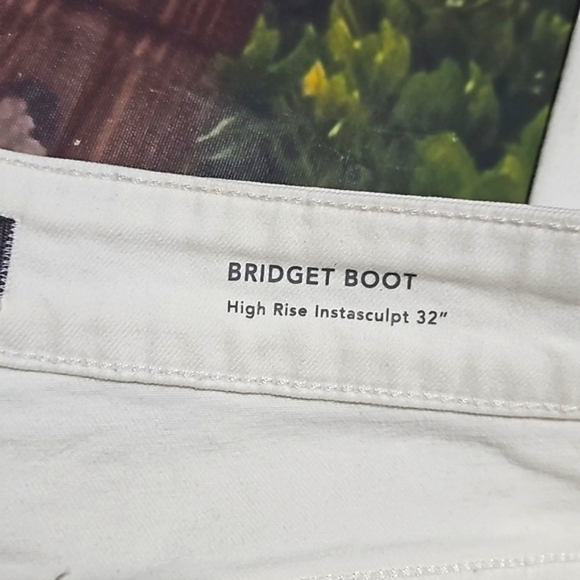 BRIDGET BOOT
High Rise Instasculpt 32"